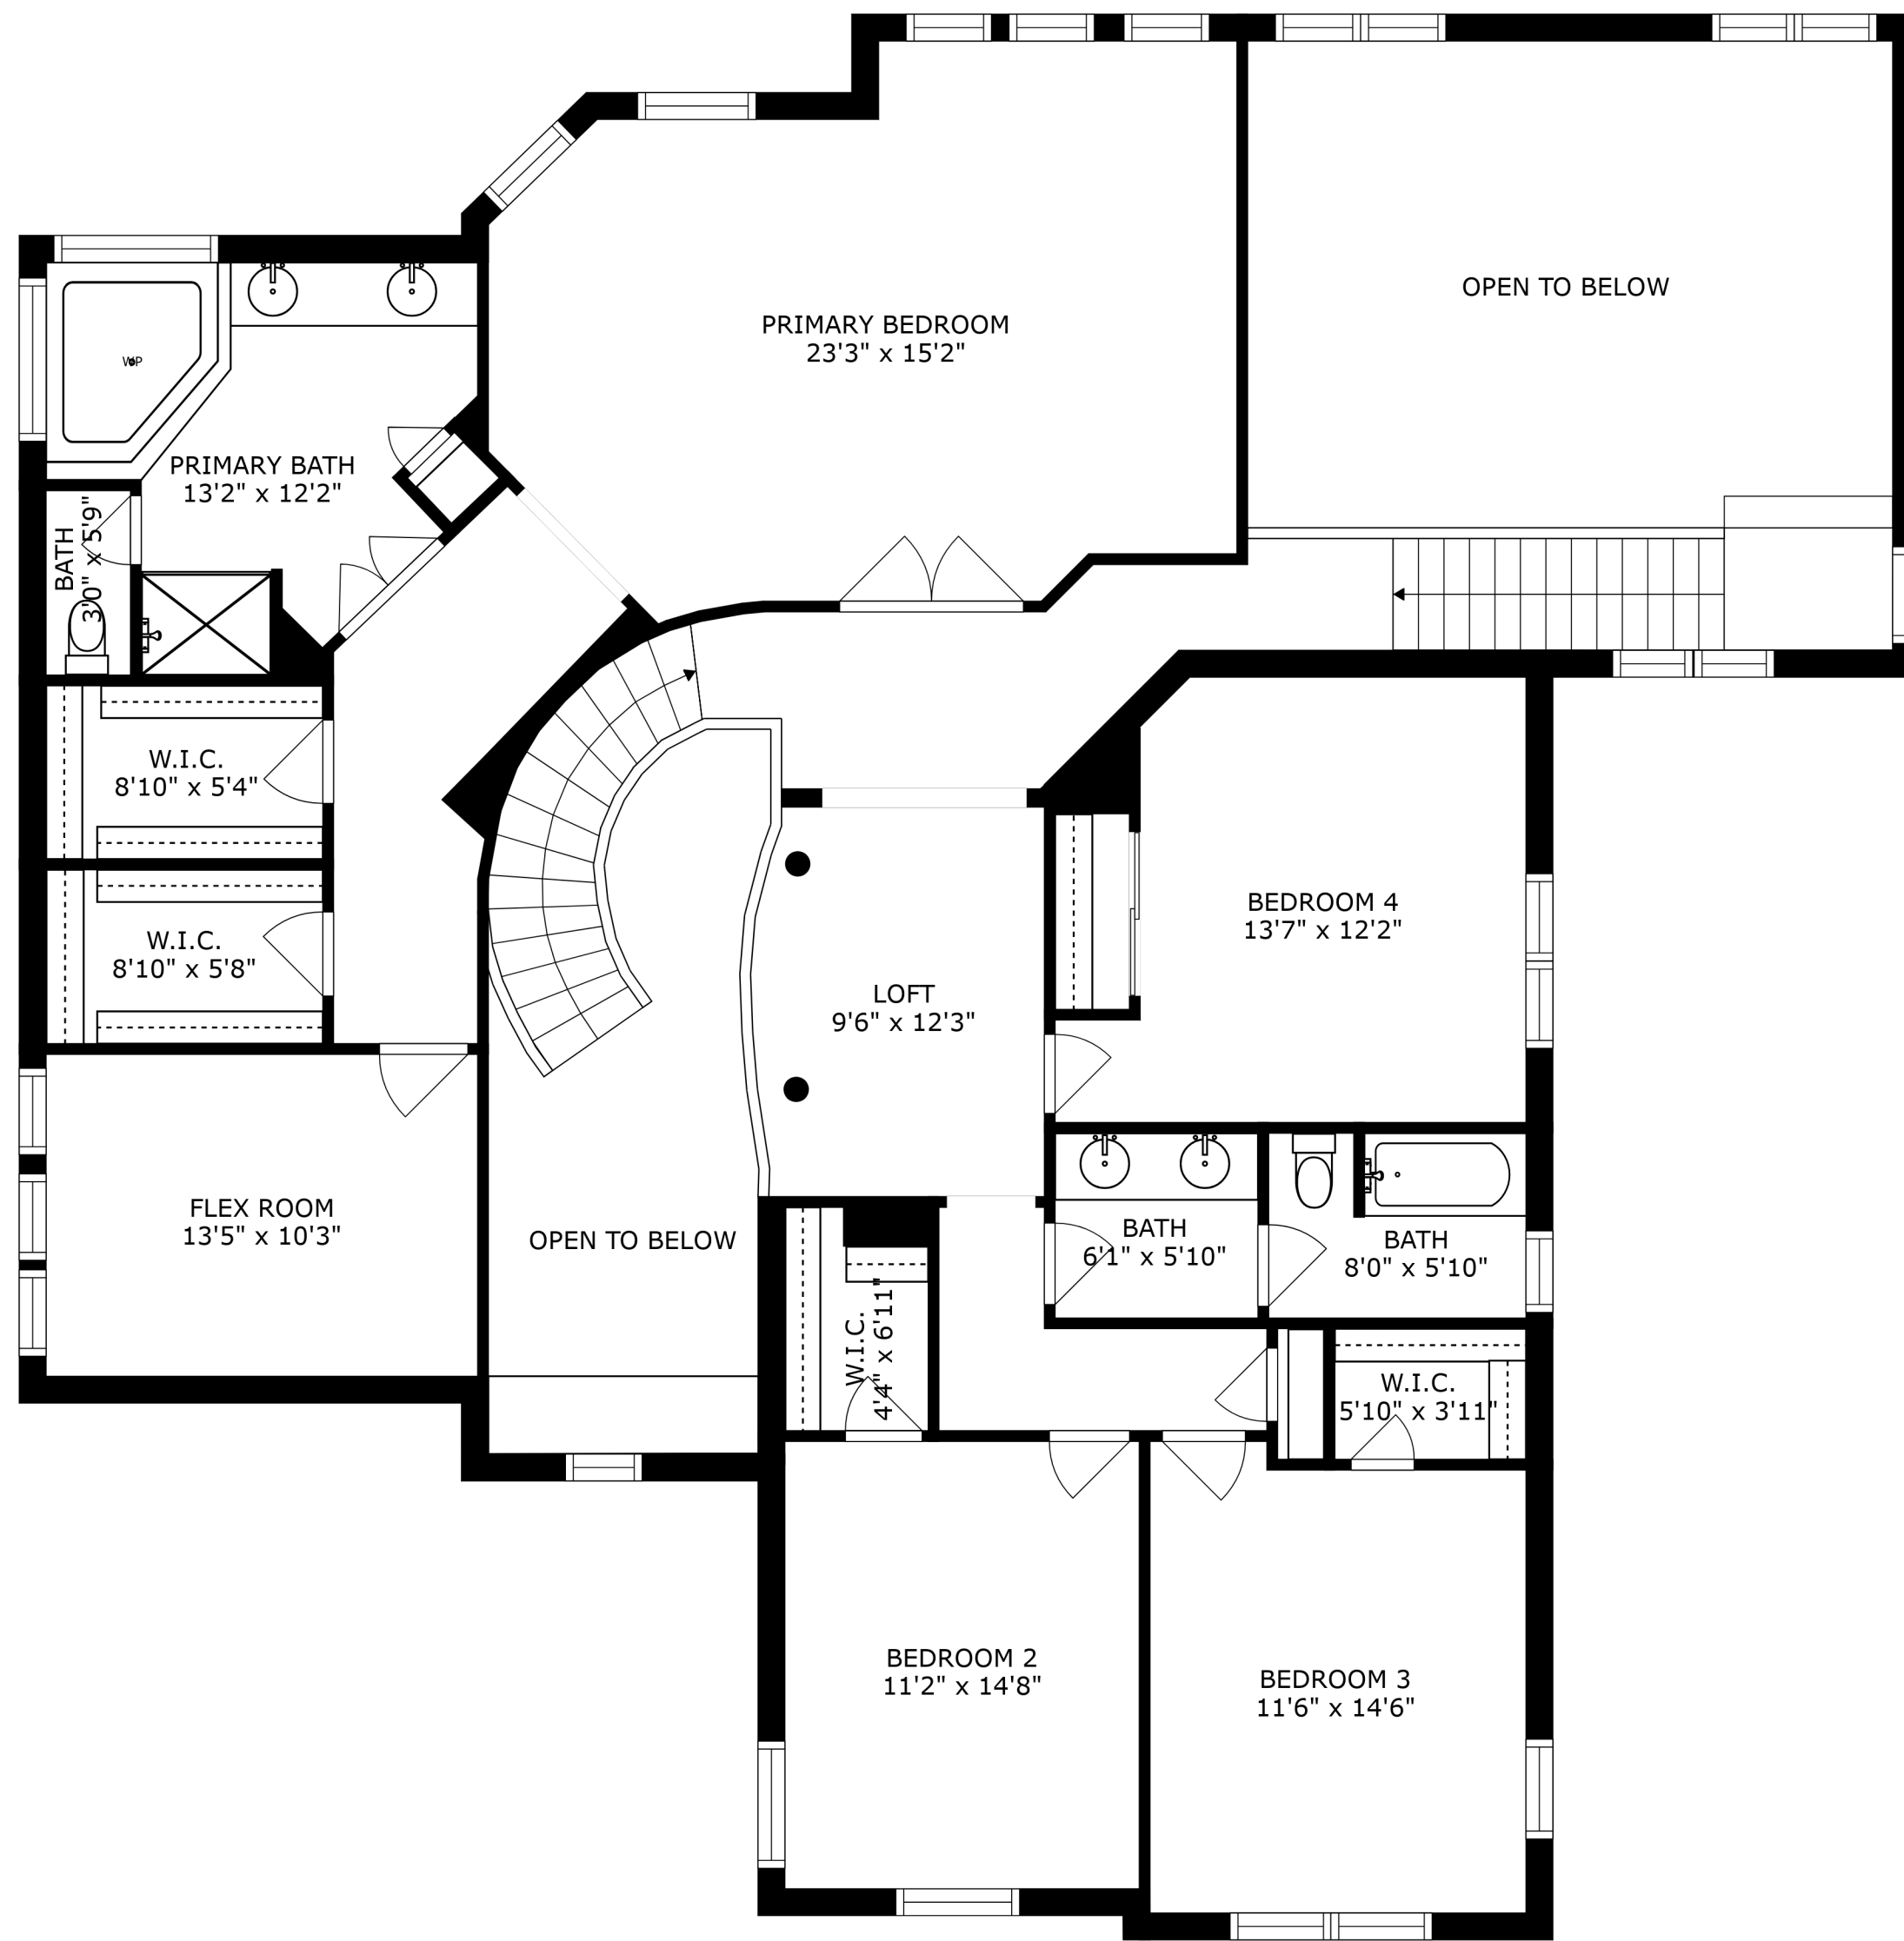 OPEN TO BELOW
PRIMARY BEDROOM
23'3" x 15'2"
WP
PRIMARY BATH
13'2" x 12'2"
BATH
3'0" x 5'9"
W.I.C.
8'10" x 5'4"
W.I.C.
8'10" x 5'8"
BEDROOM 4
13'7" x 12'2"
LOFT
9'6" x 12'3"
FLEX ROOM
13'5" x 10'3"
OPEN TO BELOW
BATH
6'1" x 5'10"
BATH
8'0" x 5'10"
W.I.C.
4'4" x 6'11"
W.I.C.
5'10" x 3'11"
BEDROOM 2
11'2" x 14'8"
BEDROOM 3
11'6" x 14'6"